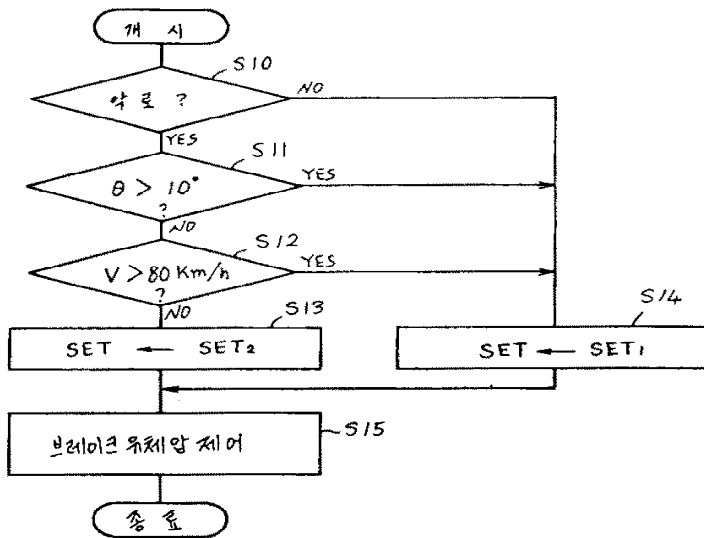 개 시
S10
악 로 ?
NO
YES
S11
θ > 10°
?
YES
NO
S12
V > 80 Km/h
?
YES
NO
S13
SET ← SET₂
S14
SET ← SET₁
브레이크 유체압 제어
S15
종 료